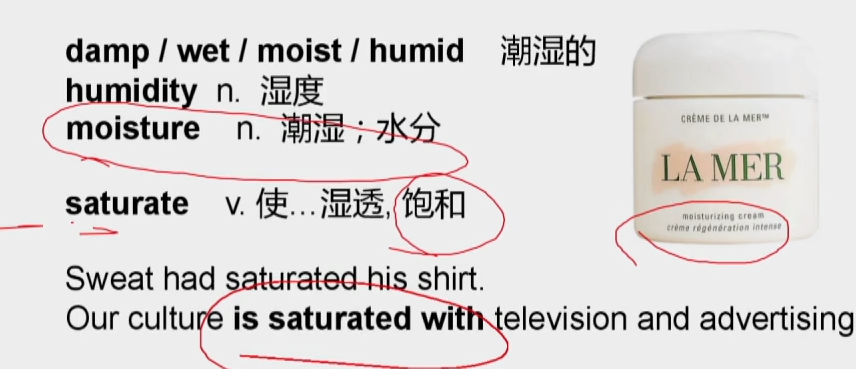 damp / wet / moist / humid 潮湿的
humidity n. 湿度
moisture n. 潮湿；水分
saturate v. 使…湿透, 饱和
Sweat had saturated his shirt.
Our culture is saturated with television and advertising
CRÈME DE LA MER™
LA MER
moisturizing cream
crème régénération intense